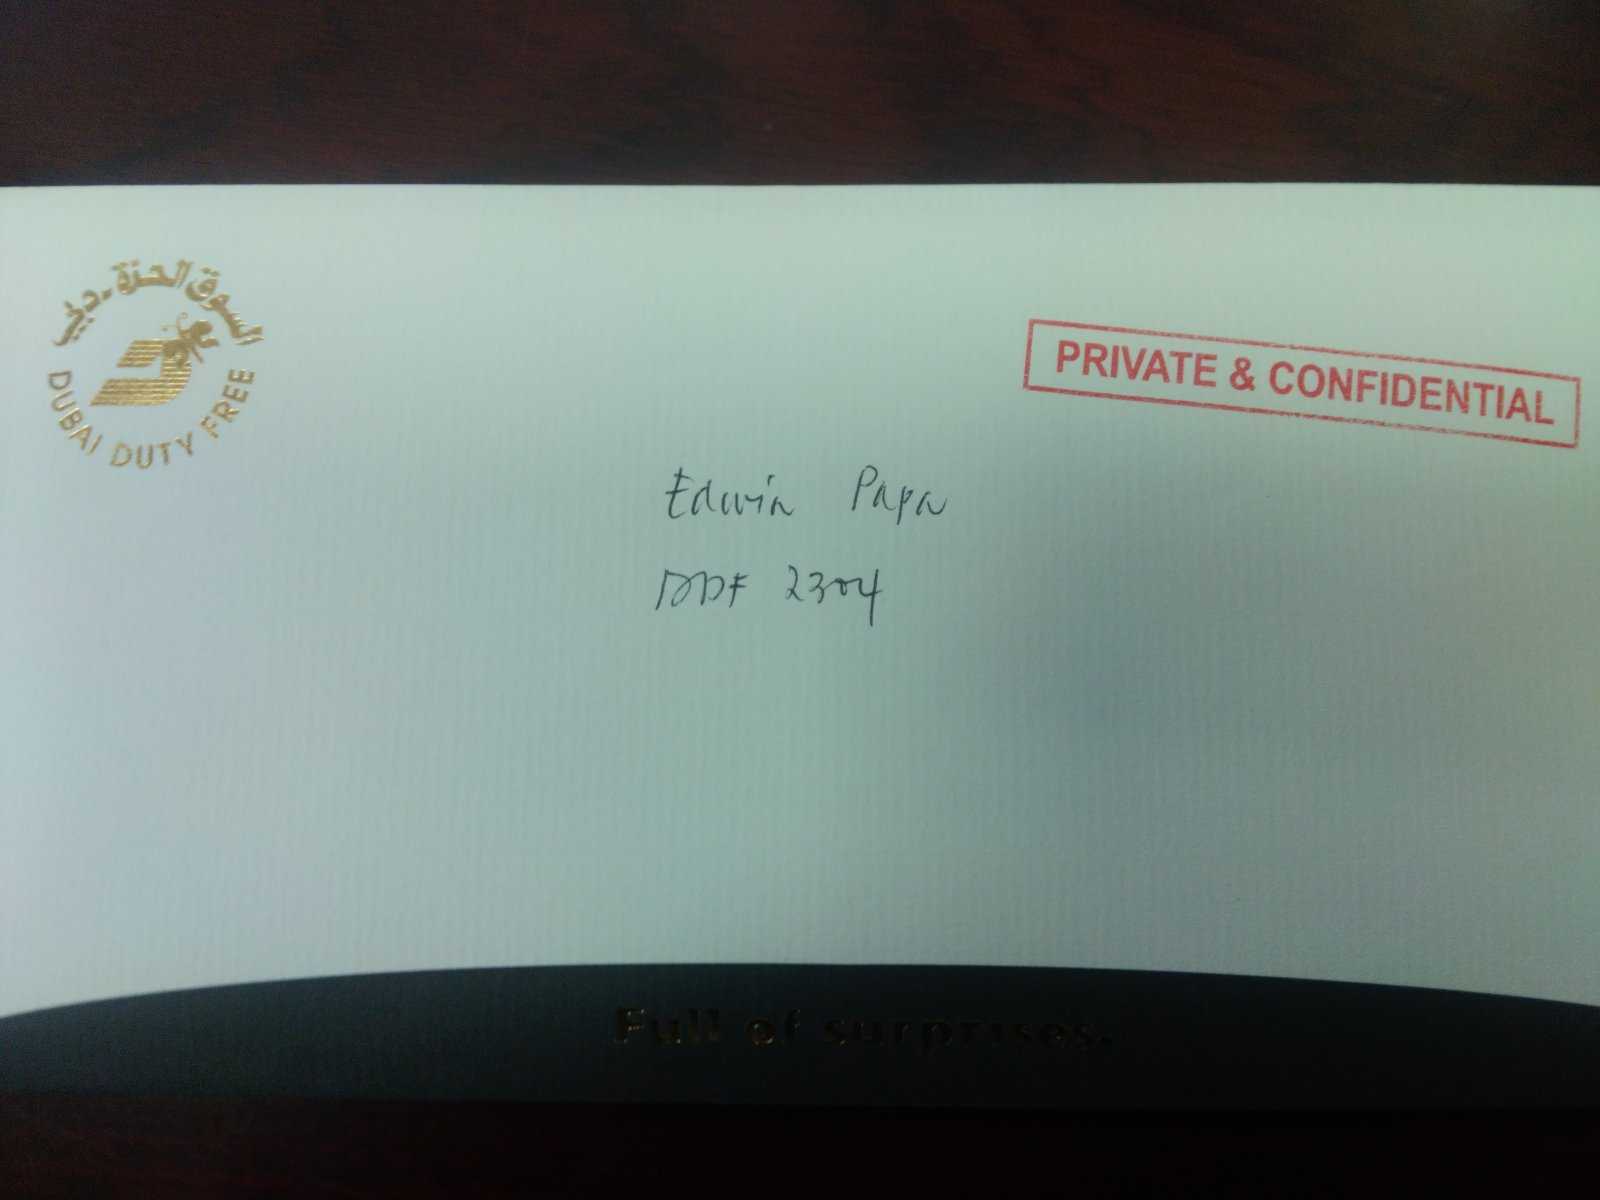 السوق الحرة - دبي
DUBAI DUTY FREE
PRIVATE & CONFIDENTIAL
Edwin Papa
DDF 2304
Full of surprises.